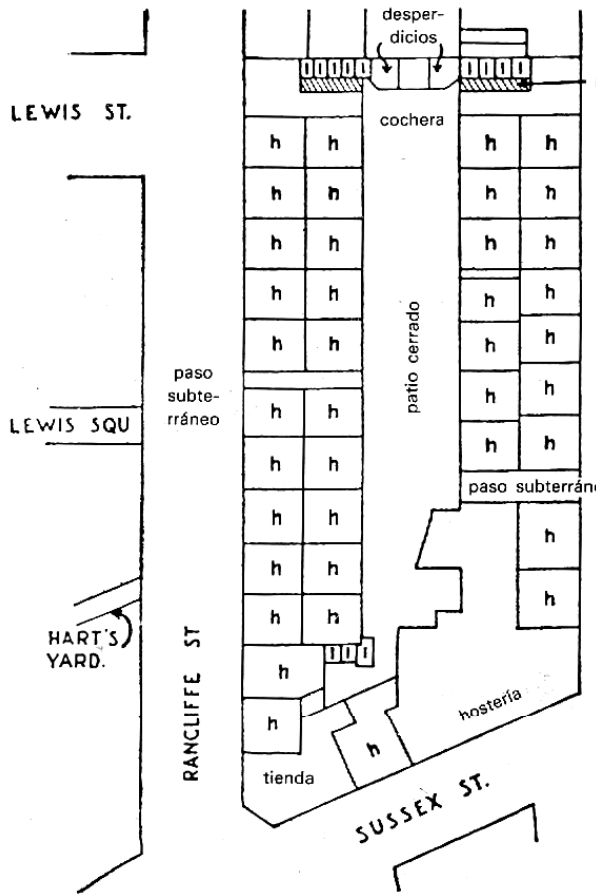 desper-
dicios
I I I I I I I I I
LEWIS ST.
cochera
h h h h
h h h h
h h h h
h h h h
h h h h
paso
subte-
rráneo
patio cerrado
h h h h
LEWIS SQU
h h h h
paso subterrán
h h h
h h h
h h
HART'S
YARD.
RANCLIFFE ST
I I I
h
h
hostería
h
tienda
SUSSEX ST.